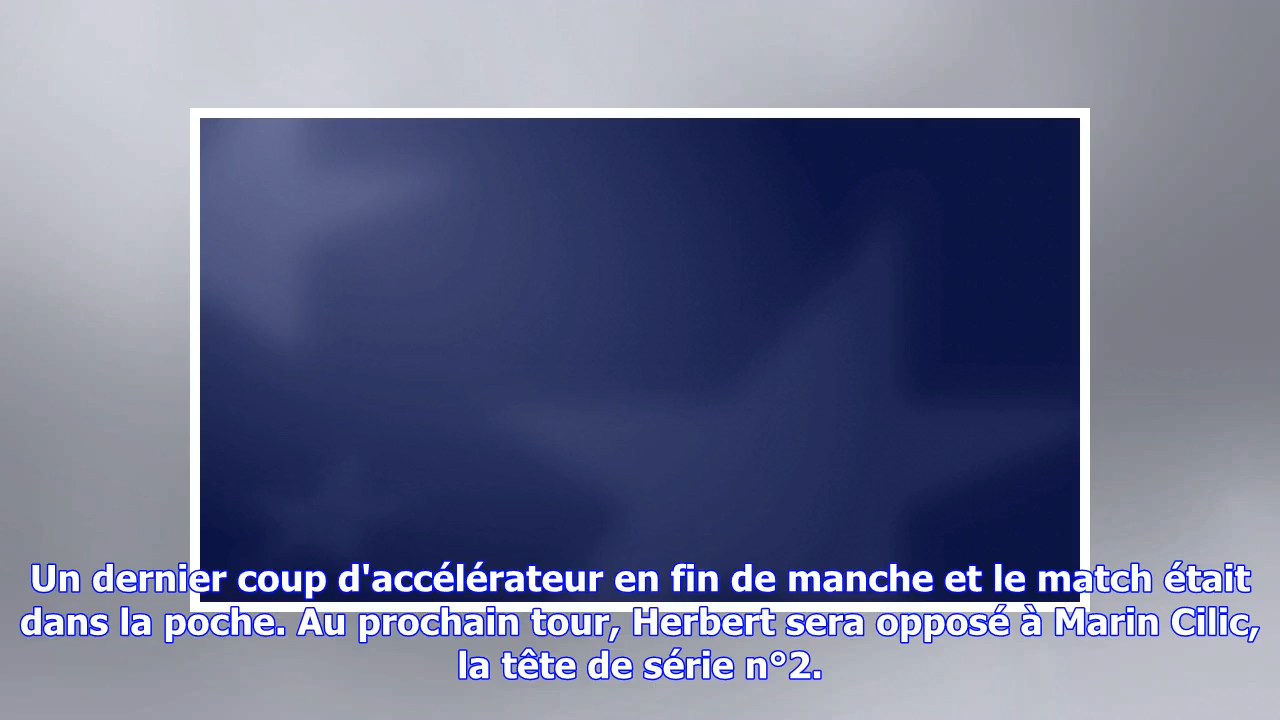 Un dernier coup d'accélérateur en fin de manche et le match était
dans la poche. Au prochain tour, Herbert sera opposé à Marin Cilic,
la tête de série n°2.